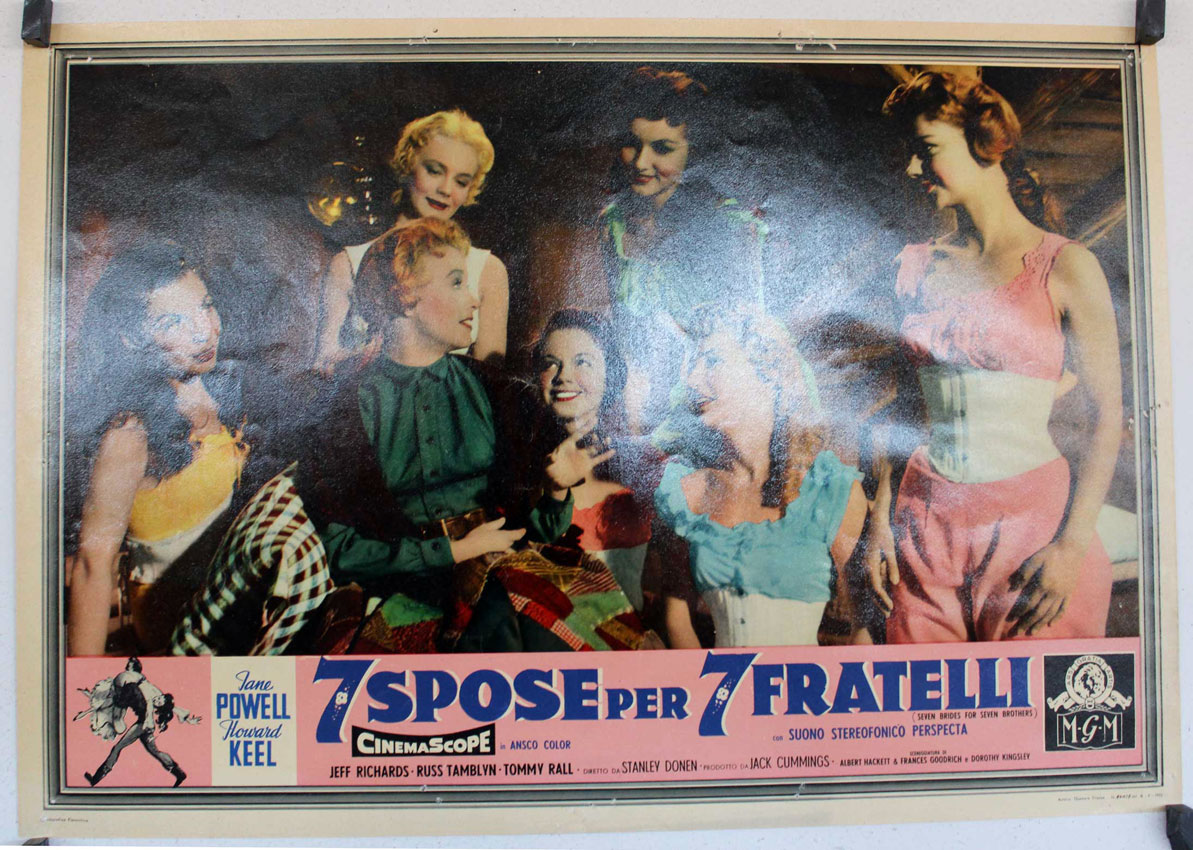 Jane
POWELL
Howard
KEEL
7 SPOSE PER 7 FRATELLI
(SEVEN BRIDES FOR SEVEN BROTHERS)
CINEMASCOPE in ANSCO COLOR
con SUONO STEREOFONICO PERSPECTA
JEFF RICHARDS · RUSS TAMBLYN · TOMMY RALL · DIRETTO DA STANLEY DONEN · PRODOTTO DA JACK CUMMINGS ·
SCENEGGIATURA DI
ALBERT HACKETT & FRANCES GOODRICH e DOROTHY KINGSLEY
M-G-M